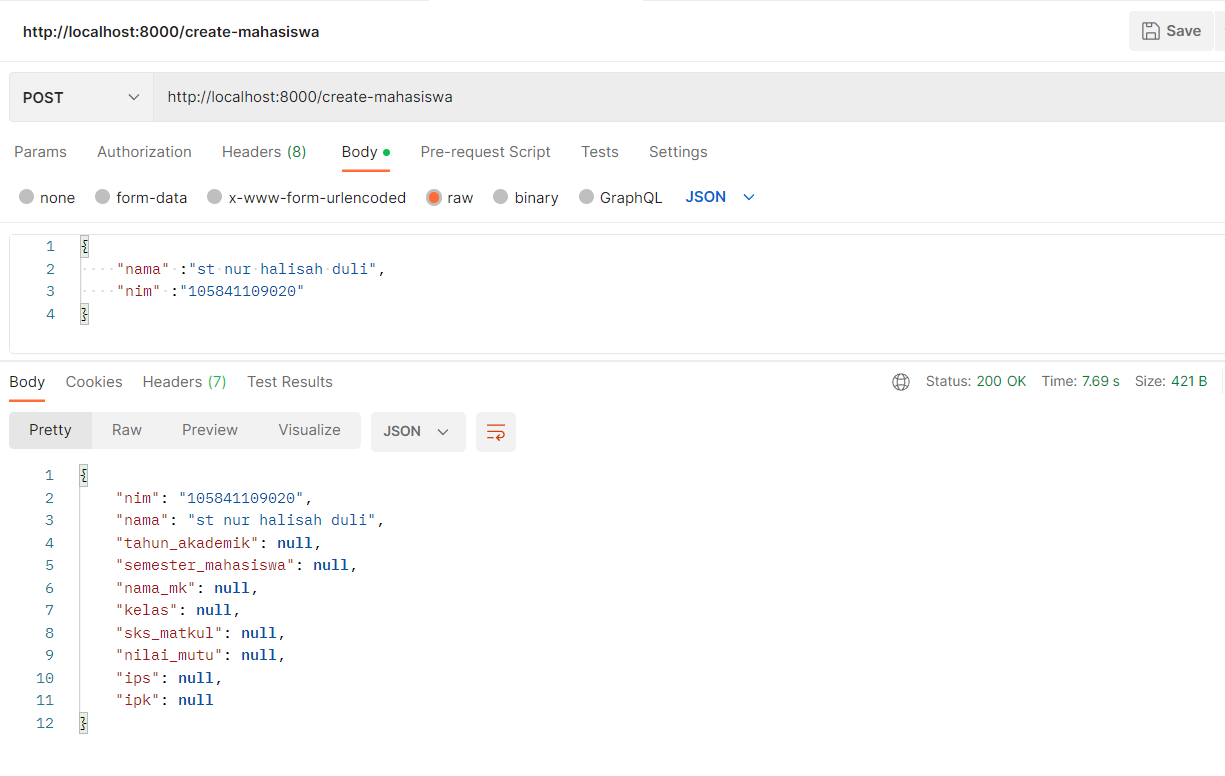 http://localhost:8000/create-mahasiswa
Save
POST
http://localhost:8000/create-mahasiswa
Params Authorization Headers (8) Body Pre-request Script Tests Settings
none form-data x-www-form-urlencoded raw binary GraphQL JSON
1 {
2 "nama" :"st nur halisah duli",
3 "nim" :"105841109020"
4 }
Body Cookies Headers (7) Test Results Status: 200 OK Time: 7.69 s Size: 421 B
Pretty Raw Preview Visualize JSON
1 {
2 "nim": "105841109020",
3 "nama": "st nur halisah duli",
4 "tahun_akademik": null,
5 "semester_mahasiswa": null,
6 "nama_mk": null,
7 "kelas": null,
8 "sks_matkul": null,
9 "nilai_mutu": null,
10 "ips": null,
11 "ipk": null
12 }